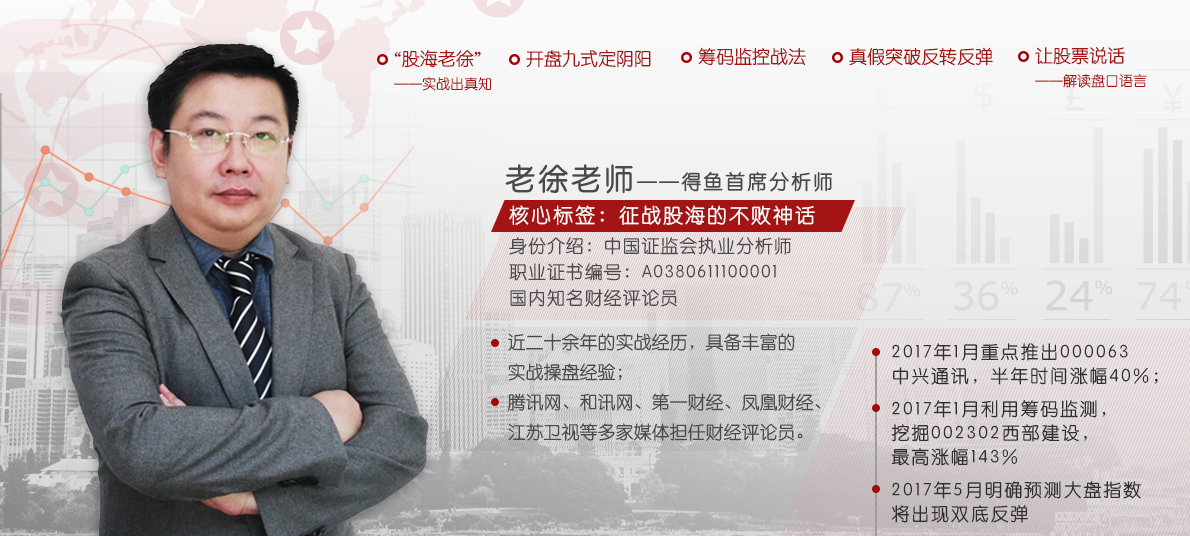 “股海老徐”
——实战出真知
开盘九式定阴阳
筹码监控战法
真假突破反转反弹
让股票说话
——解读盘口语言
老徐老师——得鱼首席分析师
核心标签：征战股海的不败神话
身份介绍：中国证监会执业分析师
职业证书编号：A0380611100001
国内知名财经评论员
近二十余年的实战经历，具备丰富的
实战操盘经验；
腾讯网、和讯网、第一财经、凤凰财经、
江苏卫视等多家媒体担任财经评论员。
€ $ £ ¥
87% 36% 24% 74%
2017年1月重点推出000063
中兴通讯，半年时间涨幅40%；
2017年1月利用筹码监测，
挖掘002302西部建设，
最高涨幅143%
2017年5月明确预测大盘指数
将出现双底反弹